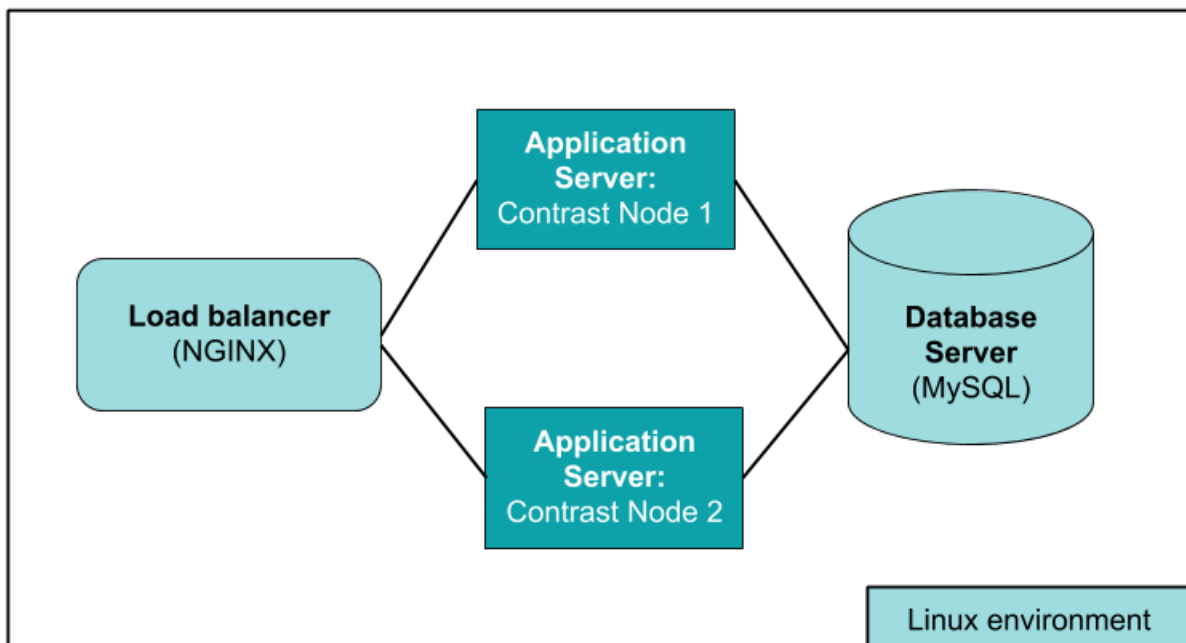 Application
Server:
Contrast Node 1
Load balancer
(NGINX)
Database
Server
(MySQL)
Application
Server:
Contrast Node 2
Linux environment